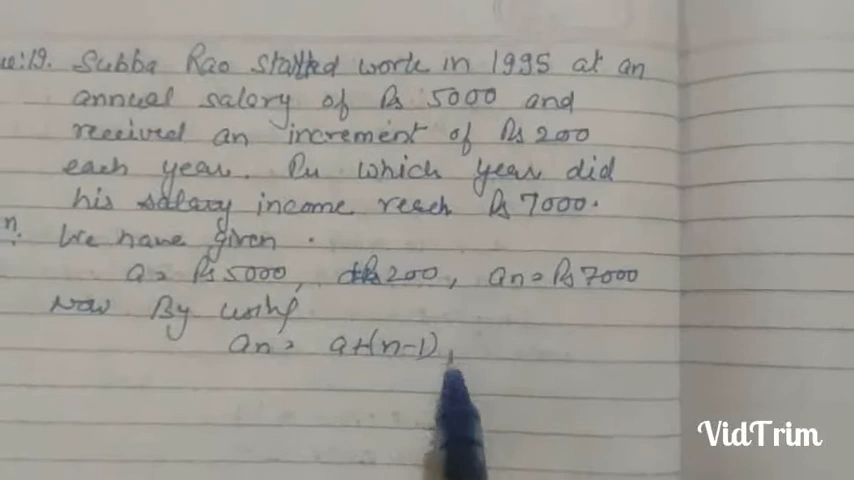 ue:19. Subba Rao started work in 1995 at an
annual salary of Rs 5000 and
received an increment of Rs 200
each year. In which year did
his salary income reach Rs 7000.
n. We have given.
a = Rs 5000, d=Rs 200, an = Rs 7000
Now By using
an = a+(n-1)
VidTrim